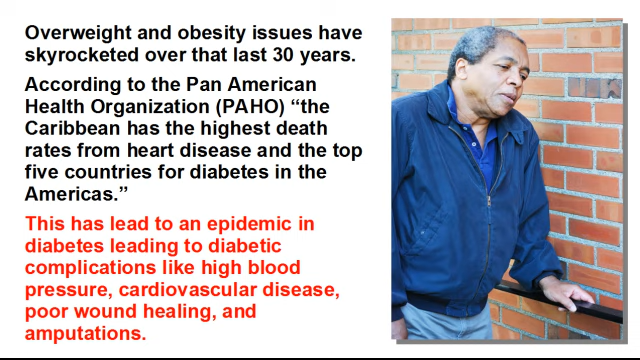 Overweight and obesity issues have
skyrocketed over that last 30 years.
According to the Pan American
Health Organization (PAHO) “the
Caribbean has the highest death
rates from heart disease and the top
five countries for diabetes in the
Americas.”
This has lead to an epidemic in
diabetes leading to diabetic
complications like high blood
pressure, cardiovascular disease,
poor wound healing, and
amputations.